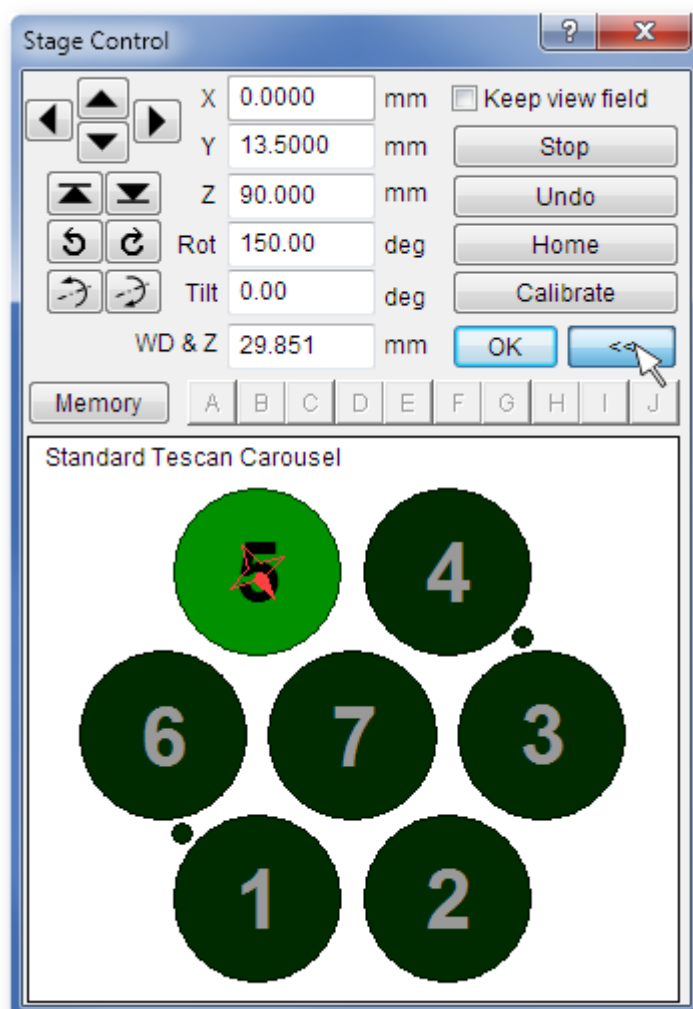 Stage Control
X 0.0000 mm Keep view field
Y 13.5000 mm Stop
Z 90.000 mm Undo
Rot 150.00 deg Home
Tilt 0.00 deg Calibrate
WD & Z 29.851 mm OK <<
Memory A B C D E F G H I J
Standard Tescan Carousel
5 4
6 7 3
1 2